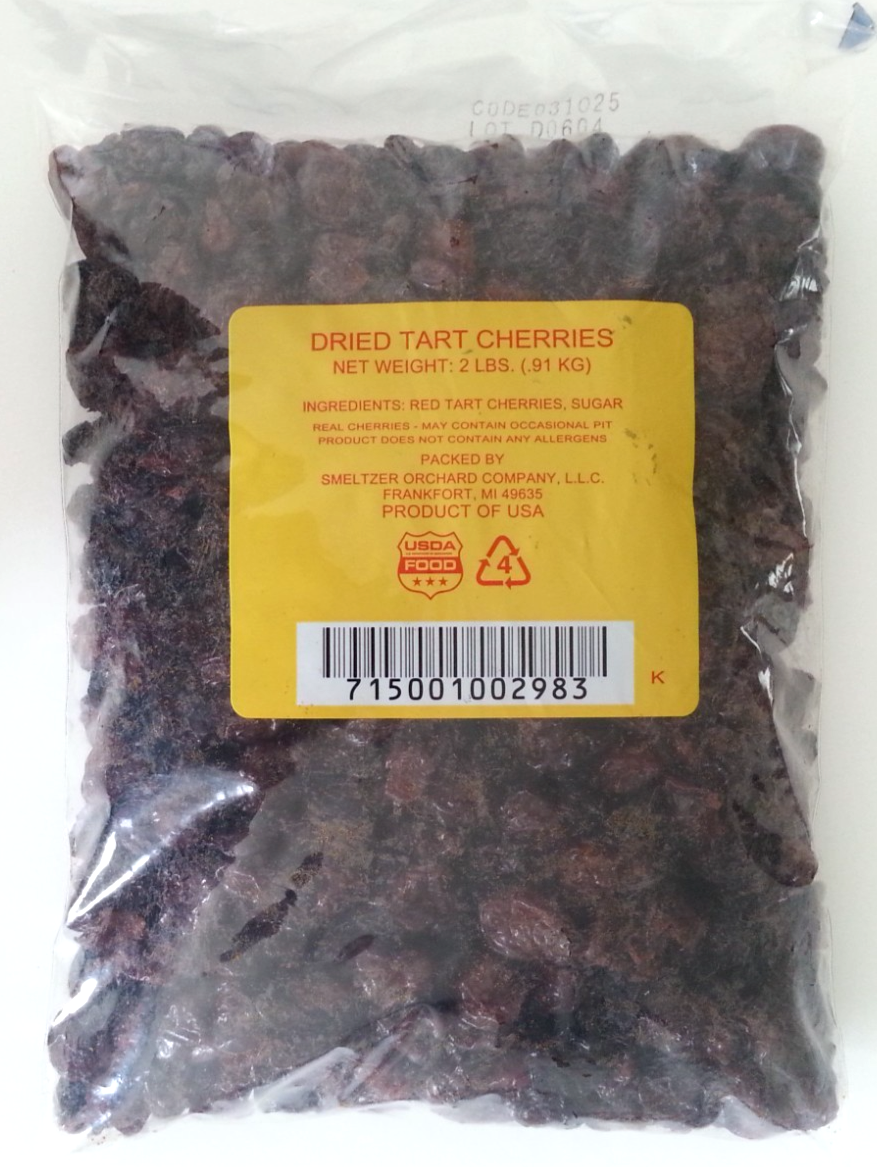 CODE031025
LOT D0604
DRIED TART CHERRIES
NET WEIGHT: 2 LBS. (.91 KG)
INGREDIENTS: RED TART CHERRIES, SUGAR
REAL CHERRIES - MAY CONTAIN OCCASIONAL PIT
PRODUCT DOES NOT CONTAIN ANY ALLERGENS
PACKED BY
SMELTZER ORCHARD COMPANY, L.L.C.
FRANKFORT, MI 49635
PRODUCT OF USA
USDA
FOOD
4
715001002983
K